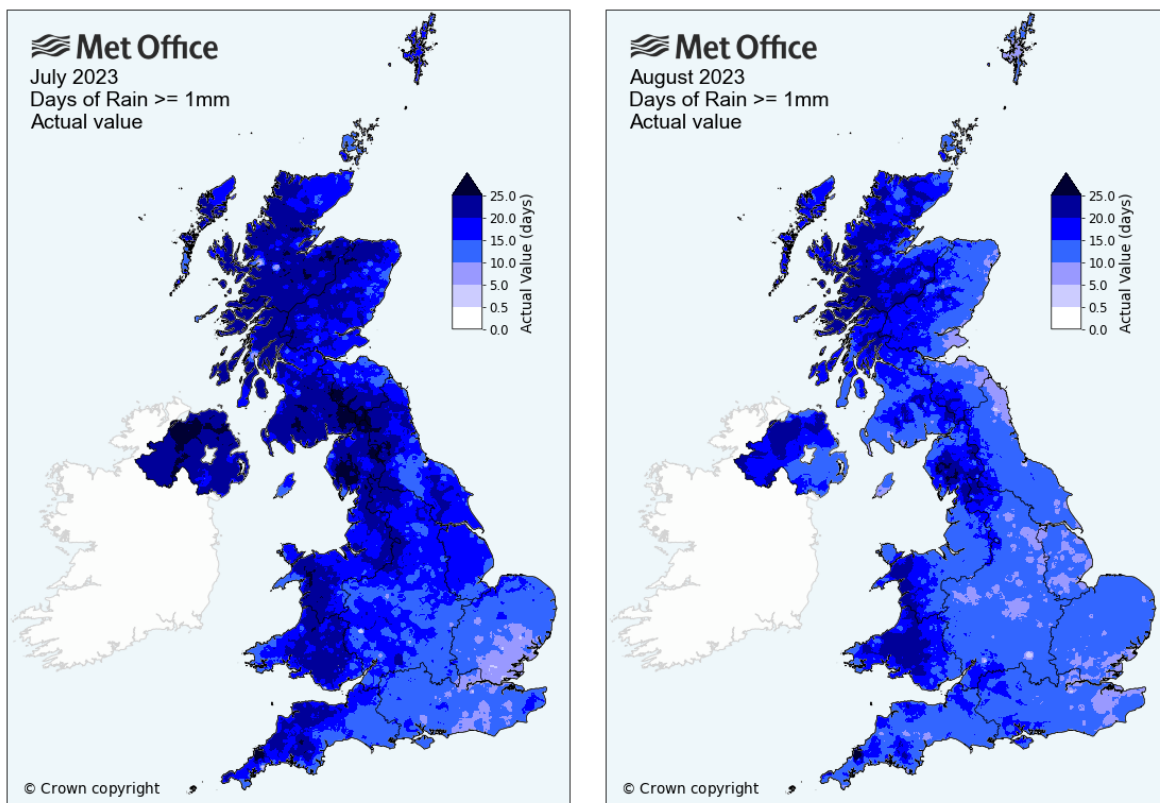 Met Office
July 2023
Days of Rain >= 1mm
Actual value
25.0
20.0
15.0
10.0
5.0
0.5
0.0
Actual Value (days)
© Crown copyright
Met Office
August 2023
Days of Rain >= 1mm
Actual value
25.0
20.0
15.0
10.0
5.0
0.5
0.0
Actual Value (days)
© Crown copyright